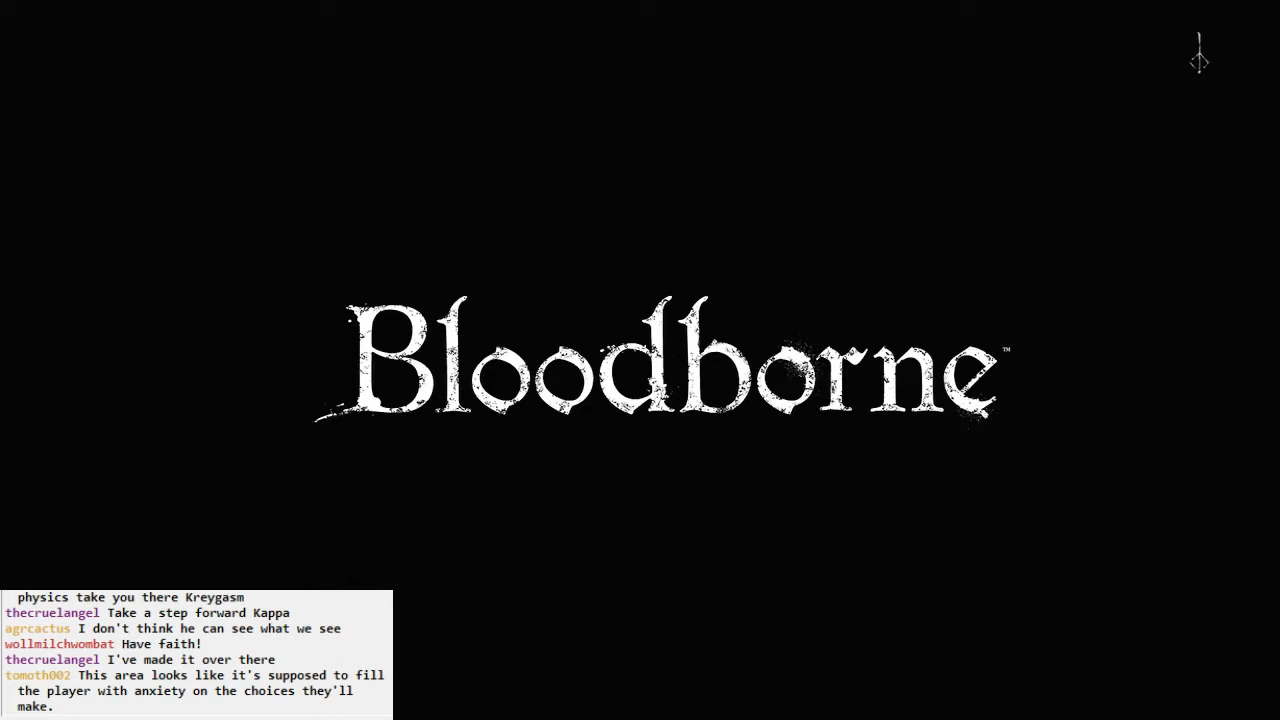 Bloodborne™
physics take you there Kreygasm
thecruelangel Take a step forward Kappa
agrcactus I don't think he can see what we see
wollmilchwombat Have faith!
thecruelangel I've made it over there
tomoth002 This area looks like it's supposed to fill
the player with anxiety on the choices they'll
make.